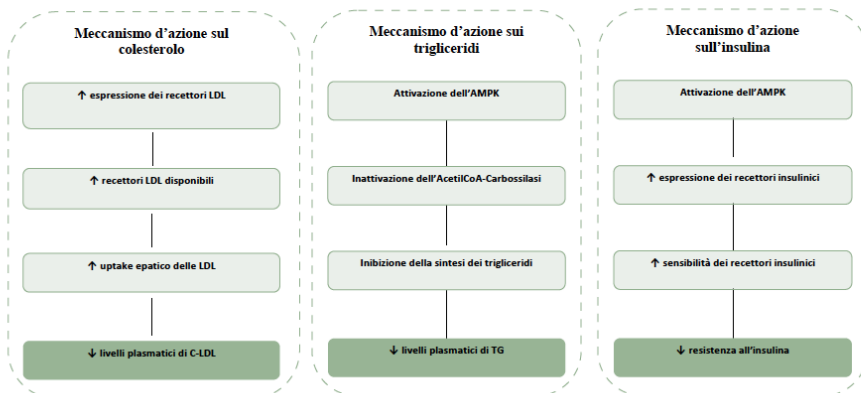 Meccanismo d'azione sul
colesterolo
↑ espressione dei recettori LDL
↑ recettori LDL disponibili
↑ uptake epatico delle LDL
↓ livelli plasmatici di C-LDL
Meccanismo d'azione sui
trigliceridi
Attivazione dell'AMPK
Inattivazione dell'AcetilCoA-Carbossilasi
Inibizione della sintesi dei trigliceridi
↓ livelli plasmatici di TG
Meccanismo d'azione
sull'insulina
Attivazione dell'AMPK
↑ espressione dei recettori insulinici
↑ sensibilità dei recettori insulinici
↓ resistenza all'insulina